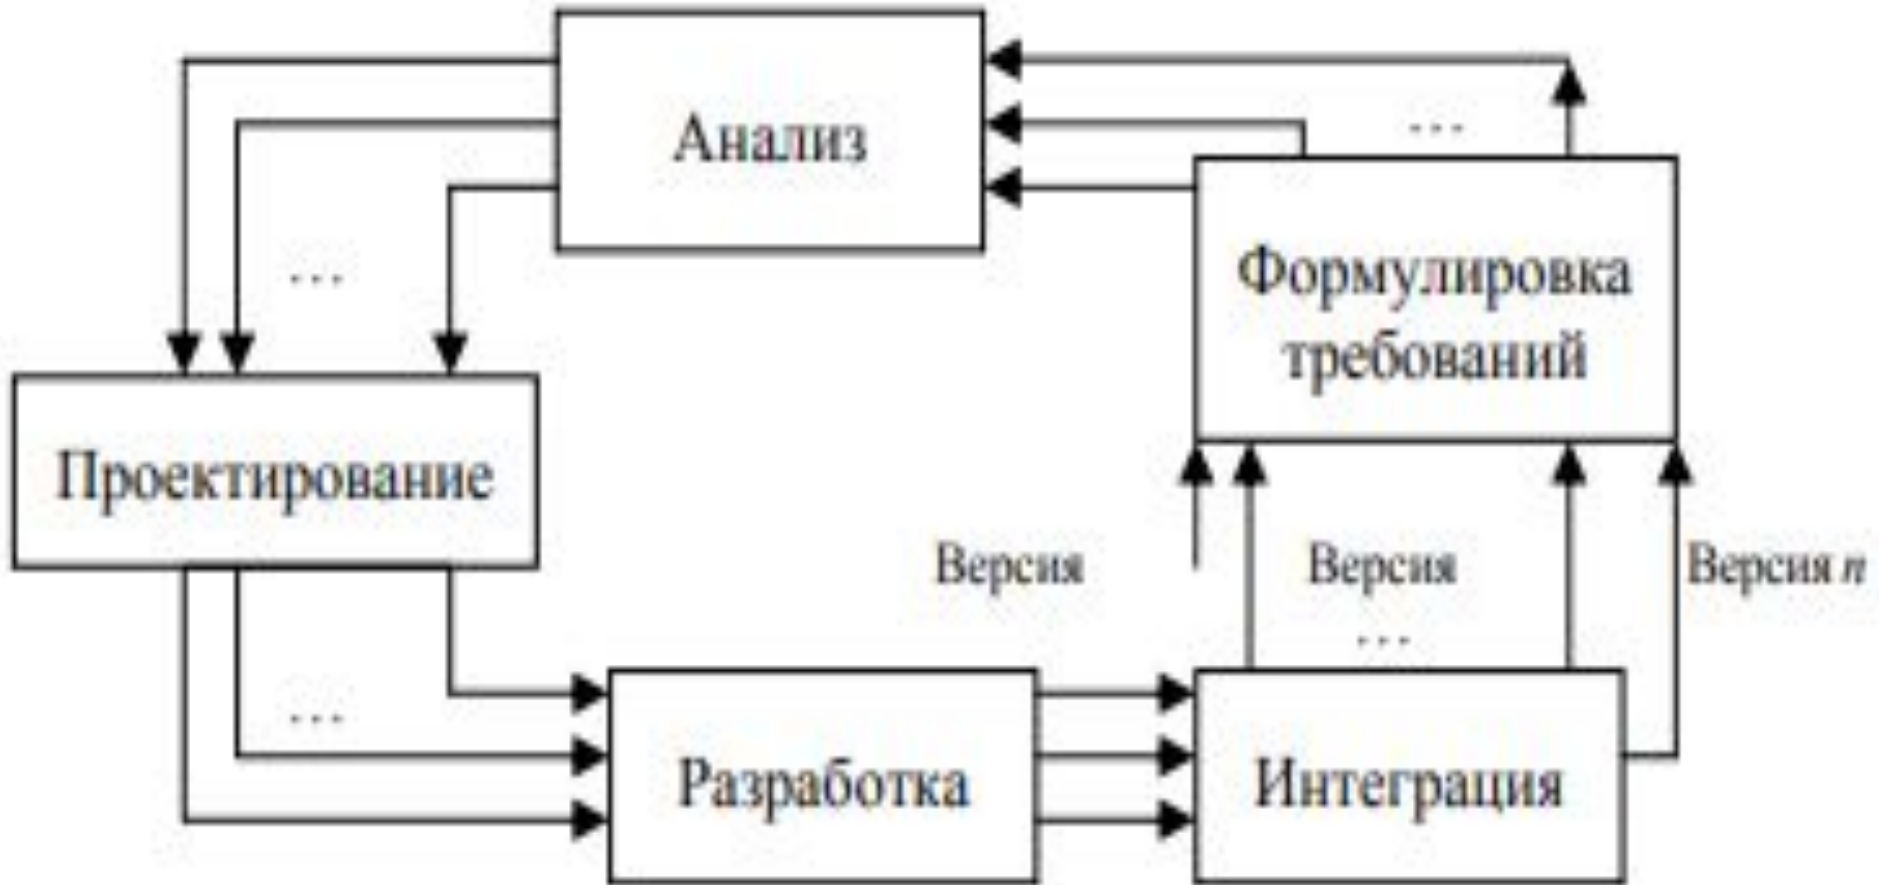 Анализ
...
Формулировка
требований
...
Проектирование
Версия
Версия
Версия n
...
...
Разработка
Интеграция